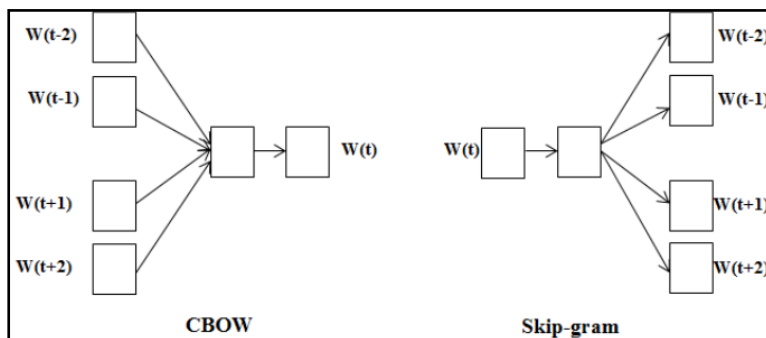 W(t-2)
W(t-1)
W(t+1)
W(t+2)
W(t)
CBOW
W(t)
W(t-2)
W(t-1)
W(t+1)
W(t+2)
Skip-gram